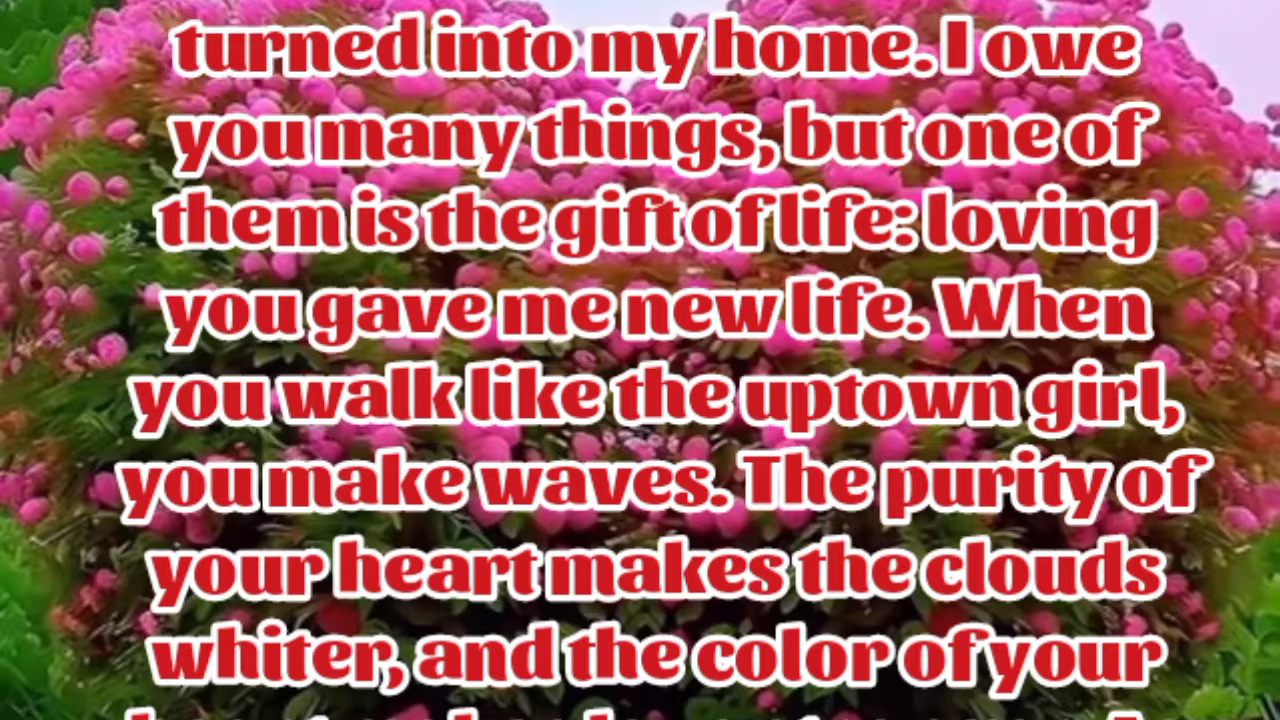 turned into my home. I owe
you many things, but one of
them is the gift of life: loving
you gave me new life. When
you walk like the uptown girl,
you make waves. The purity of
your heart makes the clouds
whiter, and the color of your